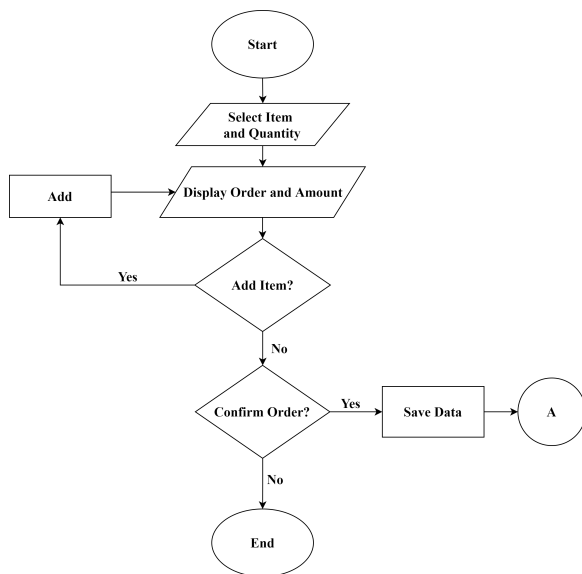 Start
Select Item
and Quantity
Add
Display Order and Amount
Yes
Add Item?
No
Confirm Order?
Yes
Save Data
A
No
End